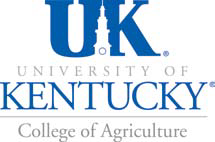 UK®
UNIVERSITY OF
KENTUCKY®
College of Agriculture